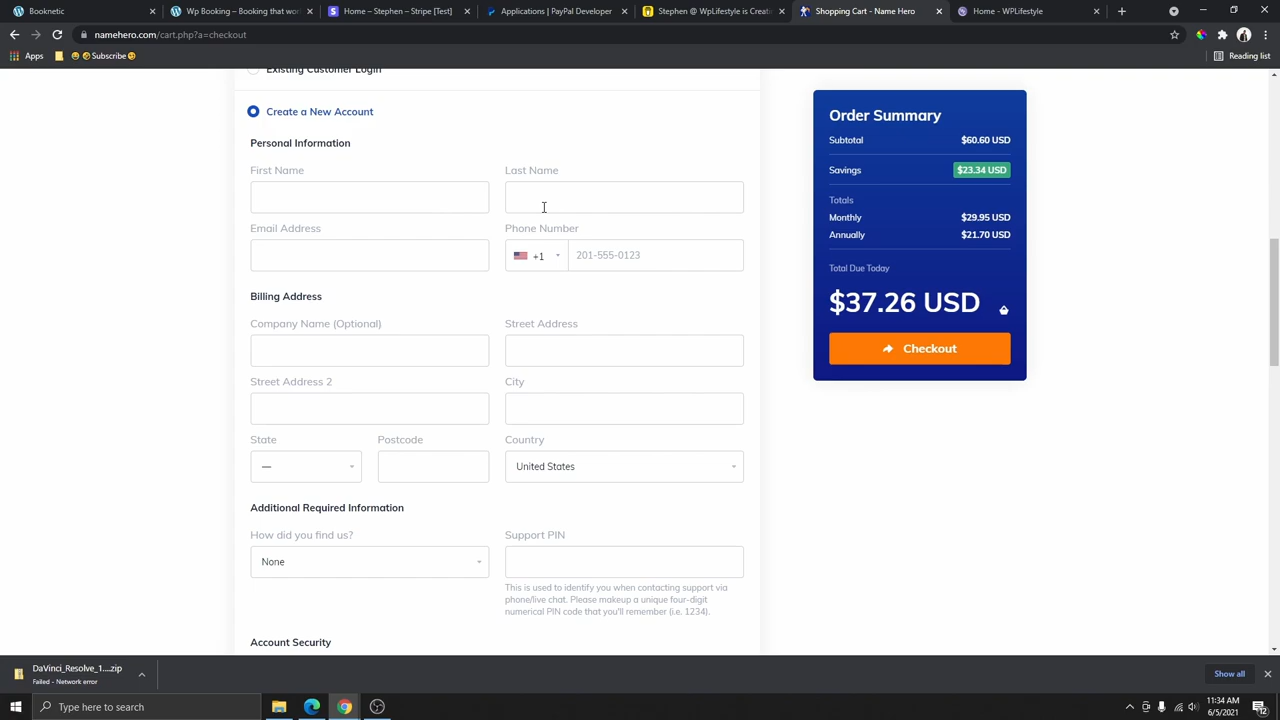 Booknetic
Wp Booking - Booking that works
Home – Stephen – Stripe [Test]
Applications | PayPal Developer
Stephen @ WpLifestyle is Creating
Shopping Cart - Name Hero
Home - WPLifestyle
namehero.com/cart.php?a=checkout
Apps
Subscribe
Reading list
Existing Customer Login
Create a New Account
Personal Information
First Name
Last Name
Email Address
Phone Number
+1
201-555-0123
Billing Address
Company Name (Optional)
Street Address
Street Address 2
City
State
Postcode
Country
—
United States
Additional Required Information
How did you find us?
Support PIN
None
This is used to identify you when contacting support via
phone/live chat. Please makeup a unique four-digit
numerical PIN code that you'll remember (i.e. 1234).
Account Security
Order Summary
Subtotal $60.60 USD
Savings $23.34 USD
Totals
Monthly $29.95 USD
Annually $21.70 USD
Total Due Today
$37.26 USD
Checkout
DaVinci_Resolve_1....zip
Failed - Network error
Show all
Type here to search
11:34 AM
6/5/2021